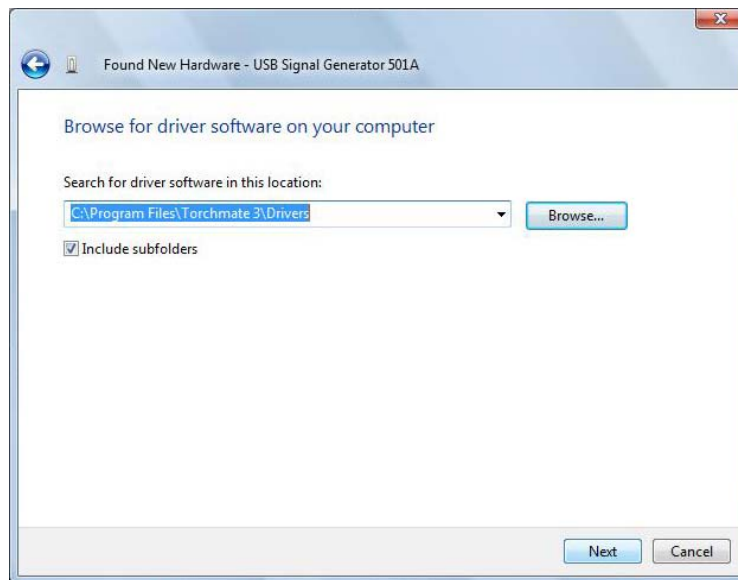 Found New Hardware - USB Signal Generator 501A
Browse for driver software on your computer
Search for driver software in this location:
C:\Program Files\Torchmate 3\Drivers
Browse...
Include subfolders
Next
Cancel